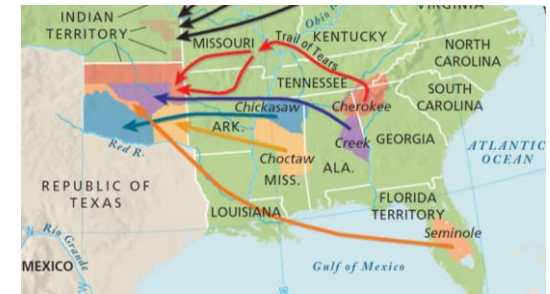 VIRGINIA
INDIAN
TERRITORY
Ohio R.
MISSOURI
Trail of Tears
KENTUCKY
NORTH
CAROLINA
TENNESSEE
SOUTH
CAROLINA
Chickasaw
Cherokee
ARK.
Creek
GEORGIA
ATLANTIC
OCEAN
Red R.
Choctaw
ALA.
MISS.
REPUBLIC OF
TEXAS
LOUISIANA
FLORIDA
TERRITORY
Seminole
Rio Grande
MEXICO
Gulf of Mexico